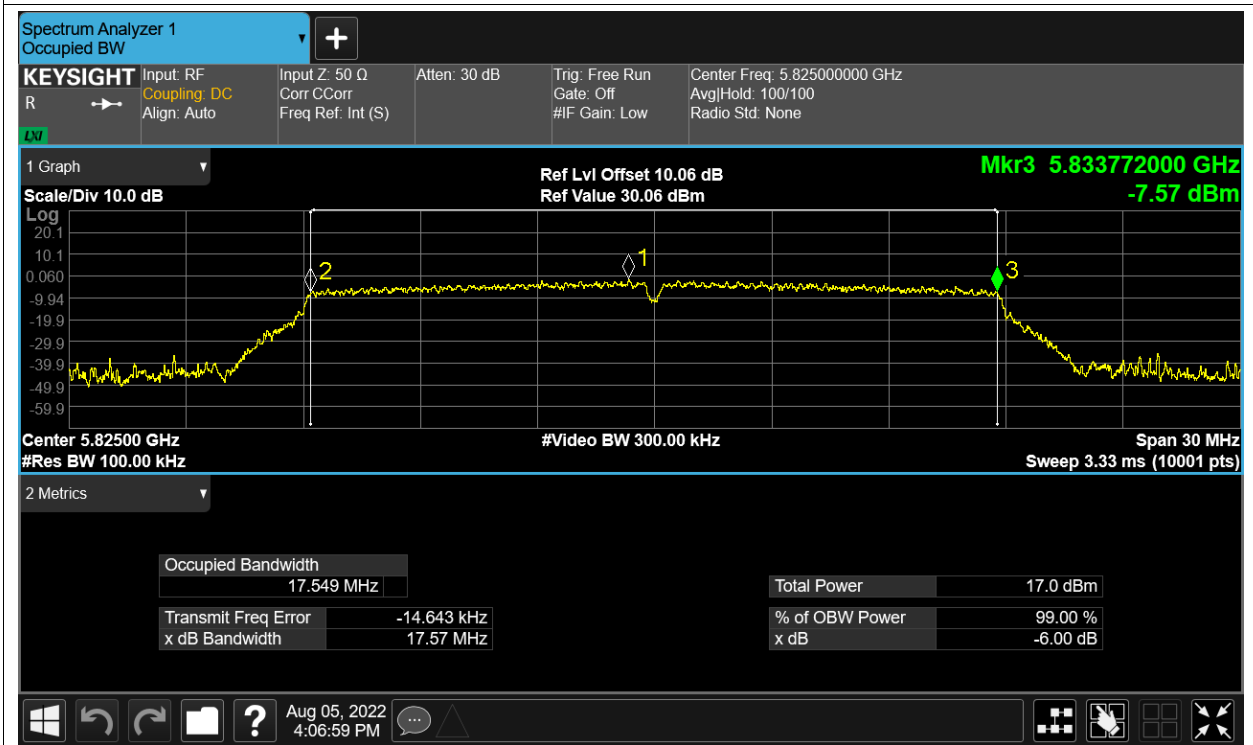 Spectrum Analyzer 1
Occupied BW
KEYSIGHT
R
LXI
Input: RF
Coupling: DC
Align: Auto
Input Z: 50 Ω
Corr CCorr
Freq Ref: Int (S)
Atten: 30 dB
Trig: Free Run
Gate: Off
#IF Gain: Low
Center Freq: 5.825000000 GHz
Avg|Hold: 100/100
Radio Std: None
1 Graph
Scale/Div 10.0 dB
Ref Lvl Offset 10.06 dB
Ref Value 30.06 dBm
Mkr3 5.833772000 GHz
-7.57 dBm
Log
20.1
10.1
0.060
-9.94
-19.9
-29.9
-39.9
-49.9
-59.9
2
1
3
Center 5.82500 GHz
#Video BW 300.00 kHz
Span 30 MHz
#Res BW 100.00 kHz
Sweep 3.33 ms (10001 pts)
2 Metrics
Occupied Bandwidth
17.549 MHz
Transmit Freq Error -14.643 kHz
x dB Bandwidth 17.57 MHz
Total Power 17.0 dBm
% of OBW Power 99.00 %
x dB -6.00 dB
?
Aug 05, 2022
4:06:59 PM